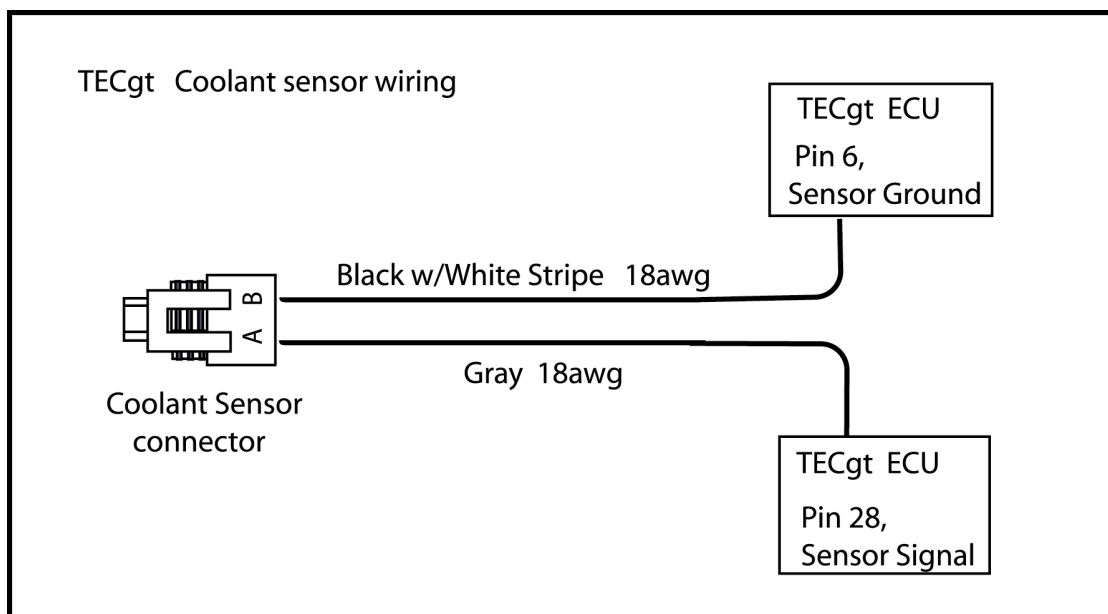 TECgt Coolant sensor wiring
TECgt ECU
Pin 6,
Sensor Ground
Black w/White Stripe 18awg
B
A
Gray 18awg
Coolant Sensor
connector
TECgt ECU
Pin 28,
Sensor Signal